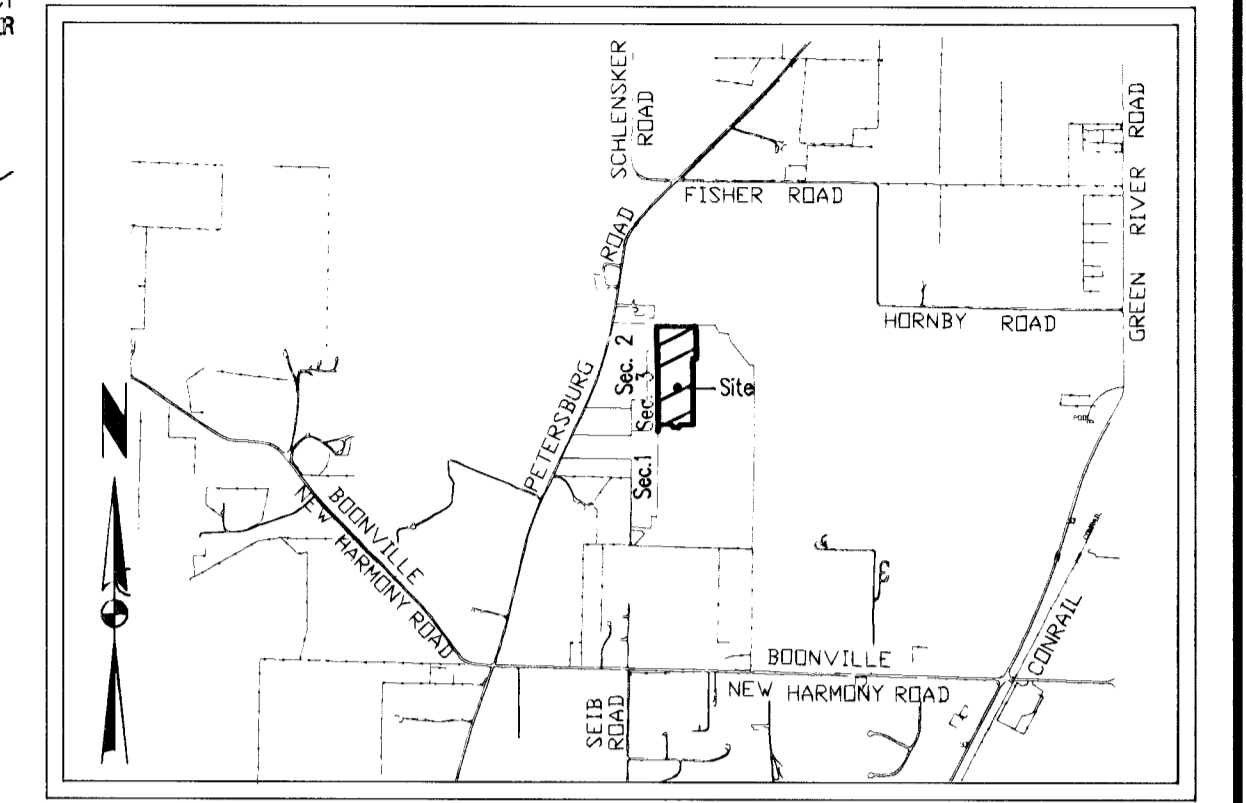 SCHLENSKER
ROAD
FISHER ROAD
GREEN RIVER ROAD
HORNBY ROAD
PETERSBURG ROAD
Sec. 2
Sec. 3
Sec.1
Site
N
BOONVILLE
NEW HARMONY ROAD
BOONVILLE
NEW HARMONY ROAD
SEIB
ROAD
CONRAIL